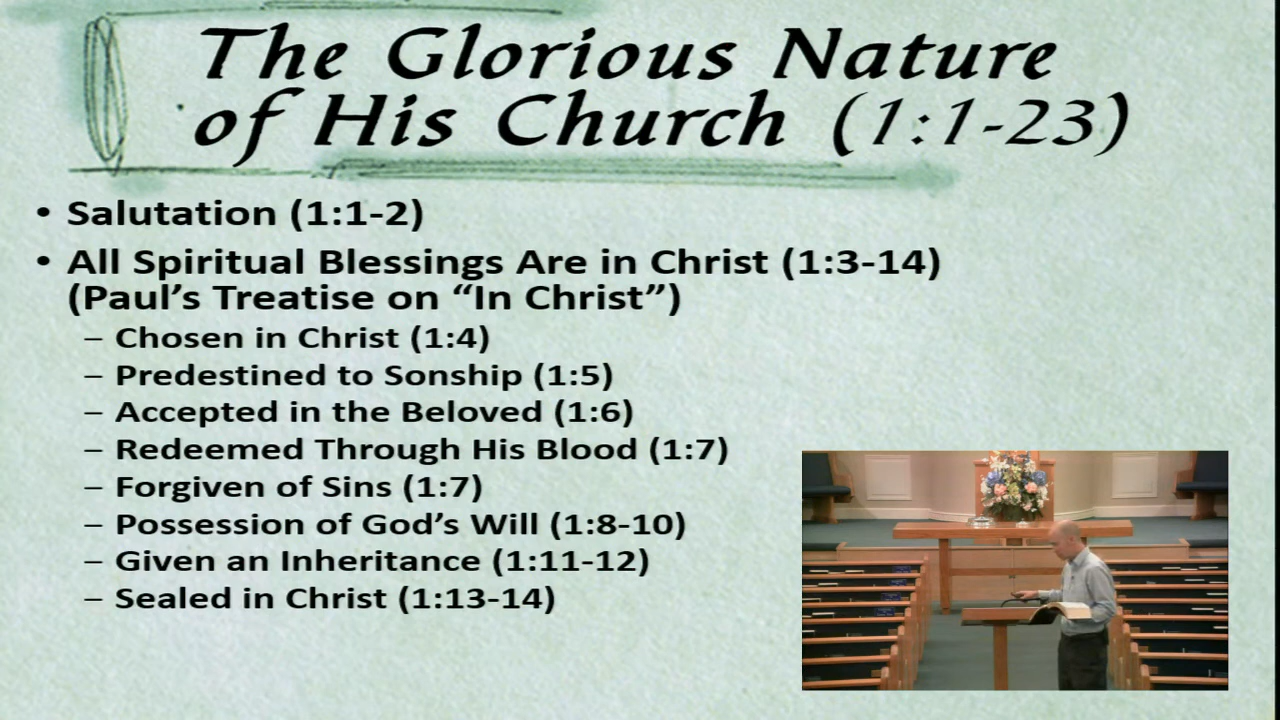 The Glorious Nature
of His Church (1:1-23)
• Salutation (1:1-2)
• All Spiritual Blessings Are in Christ (1:3-14)
(Paul’s Treatise on “In Christ”)
– Chosen in Christ (1:4)
– Predestined to Sonship (1:5)
– Accepted in the Beloved (1:6)
– Redeemed Through His Blood (1:7)
– Forgiven of Sins (1:7)
– Possession of God’s Will (1:8-10)
– Given an Inheritance (1:11-12)
– Sealed in Christ (1:13-14)